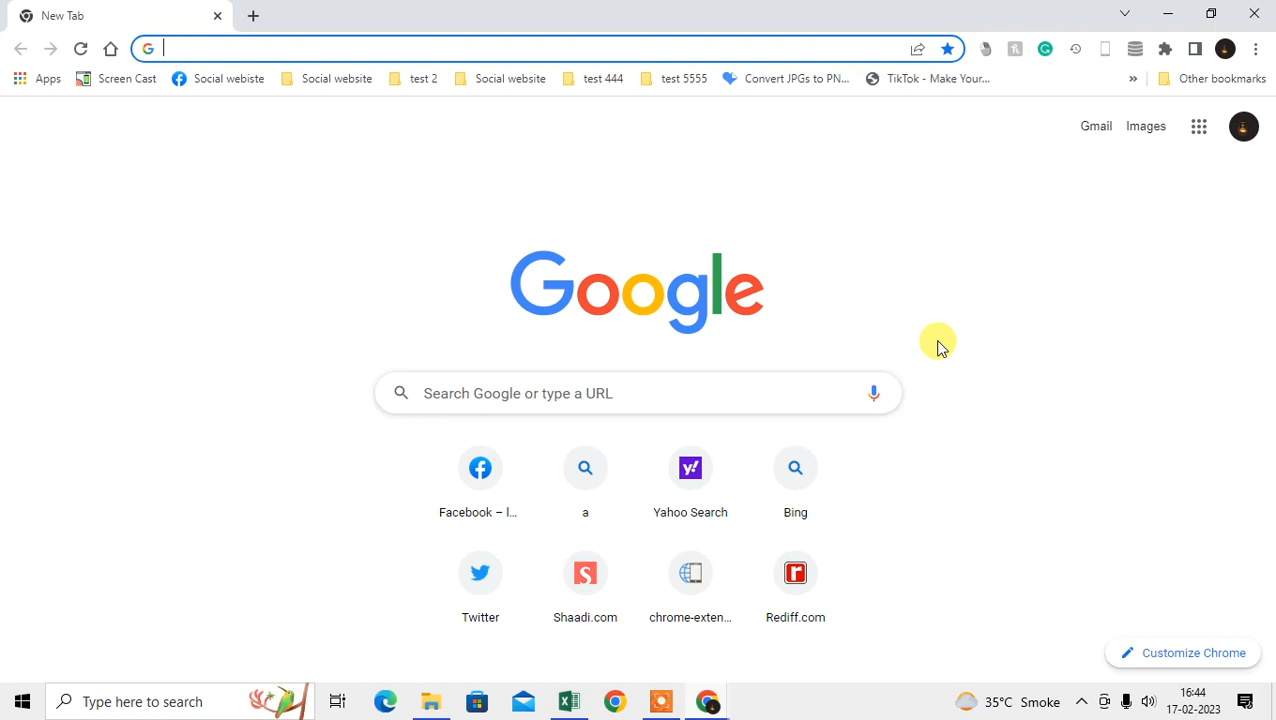 New Tab
Apps
Screen Cast
Social webiste
Social website
test 2
Social website
test 444
test 5555
Convert JPGs to PN...
TikTok - Make Your...
»
Other bookmarks
Gmail
Images
Google
Search Google or type a URL
Facebook – l...
a
Yahoo Search
Bing
Twitter
Shaadi.com
chrome-exten...
Rediff.com
Customize Chrome
Type here to search
35°C Smoke
16:44
17-02-2023